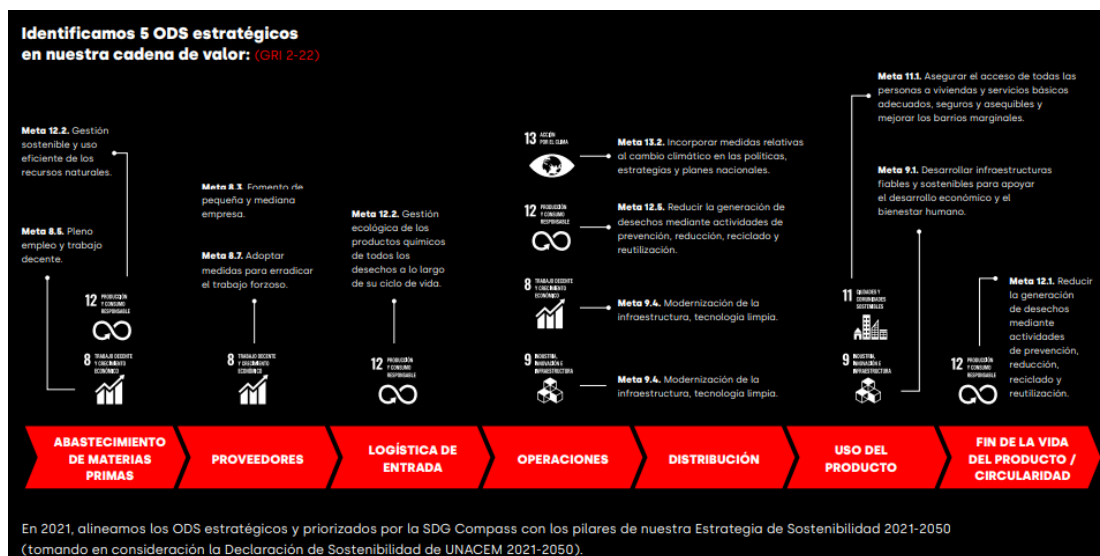 Identificamos 5 ODS estratégicos
en nuestra cadena de valor: (GRI 2-22)
Meta 12.2. Gestión
sostenible y uso
eficiente de los
recursos naturales.
Meta 8.5. Pleno
empleo y trabajo
decente.
12 PRODUCCIÓN
Y CONSUMO
RESPONSABLE
8 TRABAJO DECENTE
Y CRECIMIENTO
ECONÓMICO
Meta 8.3. Fomento de
pequeña y mediana
empresa.
Meta 8.7. Adoptar
medidas para erradicar
el trabajo forzoso.
8 TRABAJO DECENTE
Y CRECIMIENTO
ECONÓMICO
Meta 12.2. Gestión
ecológica de los
productos químicos
de todos los
desechos a lo largo
de su ciclo de vida.
12 PRODUCCIÓN
Y CONSUMO
RESPONSABLE
13 ACCIÓN
POR EL CLIMA
Meta 13.2. Incorporar medidas relativas
al cambio climático en las políticas,
estrategias y planes nacionales.
12 PRODUCCIÓN
Y CONSUMO
RESPONSABLE
Meta 12.5. Reducir la generación de
desechos mediante actividades de
prevención, reducción, reciclado y
reutilización.
8 TRABAJO DECENTE
Y CRECIMIENTO
ECONÓMICO
Meta 9.4. Modernización de la
infraestructura, tecnología limpia.
9 INDUSTRIA,
INNOVACIÓN E
INFRAESTRUCTURA
Meta 9.4. Modernización de la
infraestructura, tecnología limpia.
Meta 11.1. Asegurar el acceso de todas las
personas a viviendas y servicios básicos
adecuados, seguros y asequibles y
mejorar los barrios marginales.
Meta 9.1. Desarrollar infraestructuras
fiables y sostenibles para apoyar
el desarrollo económico y el
bienestar humano.
11 CIUDADES Y
COMUNIDADES
SOSTENIBLES
9 INDUSTRIA,
INNOVACIÓN E
INFRAESTRUCTURA
Meta 12.1. Reducir
la generación
de desechos
mediante
actividades
de prevención,
reducción,
reciclado y
reutilización.
12 PRODUCCIÓN
Y CONSUMO
RESPONSABLE
ABASTECIMIENTO
DE MATERIAS
PRIMAS
PROVEEDORES
LOGÍSTICA DE
ENTRADA
OPERACIONES
DISTRIBUCIÓN
USO DEL
PRODUCTO
FIN DE LA VIDA
DEL PRODUCTO /
CIRCULARIDAD
En 2021, alineamos los ODS estratégicos y priorizados por la SDG Compass con los pilares de nuestra Estrategia de Sostenibilidad 2021-2050
(tomando en consideración la Declaración de Sostenibilidad de UNACEM 2021-2050).